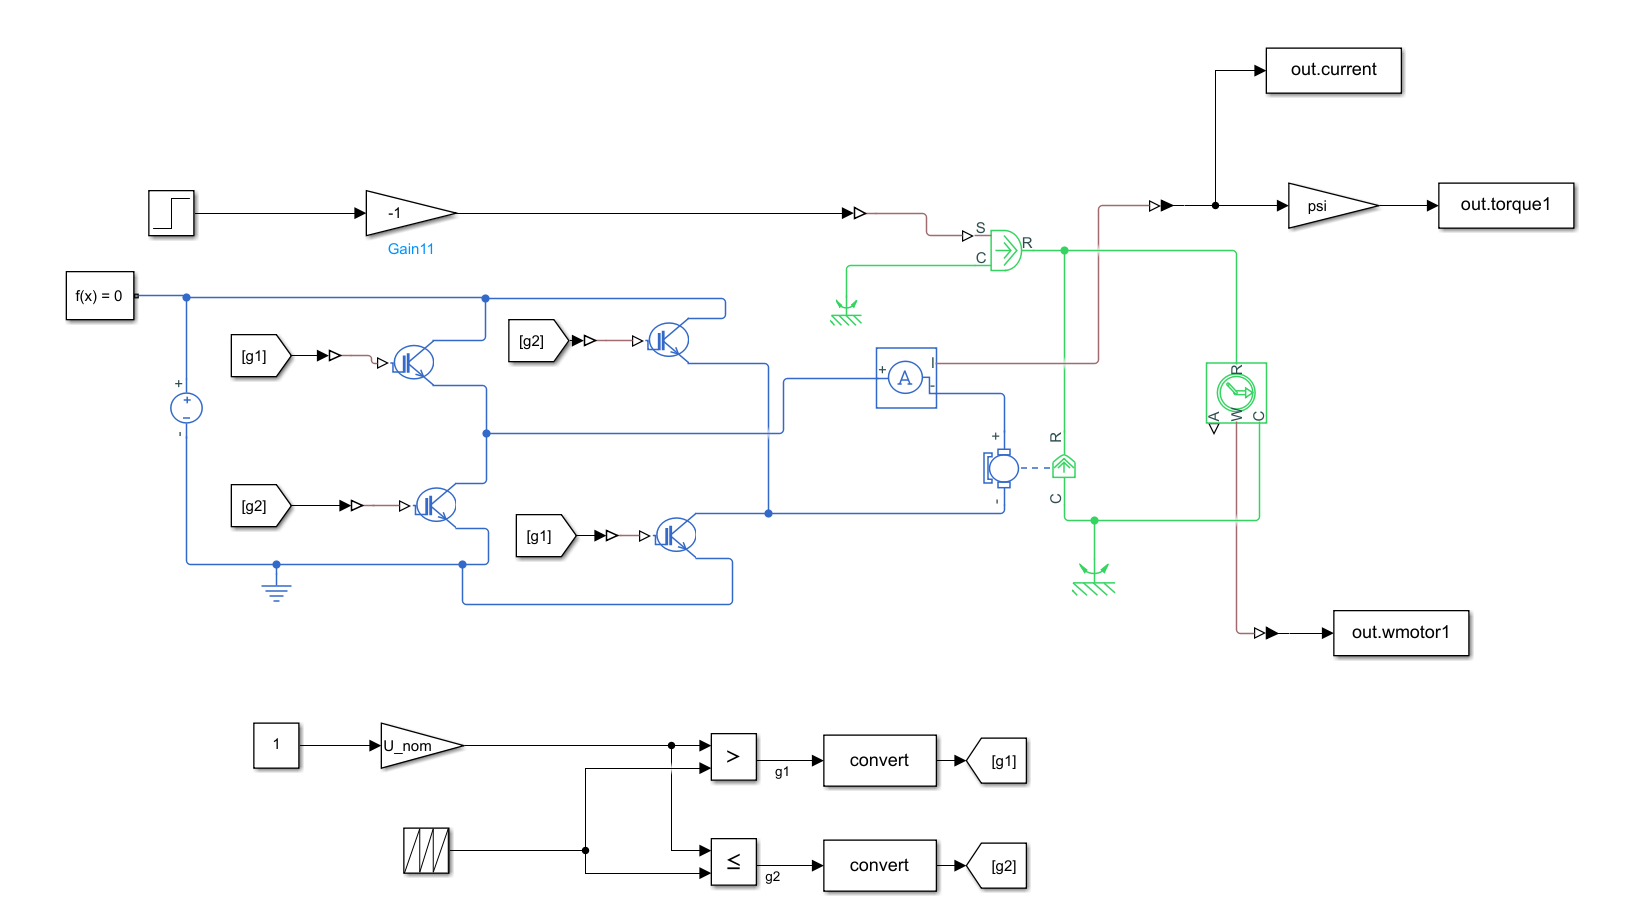 out.current
-1
psi
out.torque1
Gain11
S
R
C
f(x) = 0
[g1]
[g2]
+
+
-
A
+
I
-
R
A
W
C
+
-
R
C
[g2]
[g1]
out.wmotor1
1
U_nom
>
g1
convert
[g1]
≤
g2
convert
[g2]